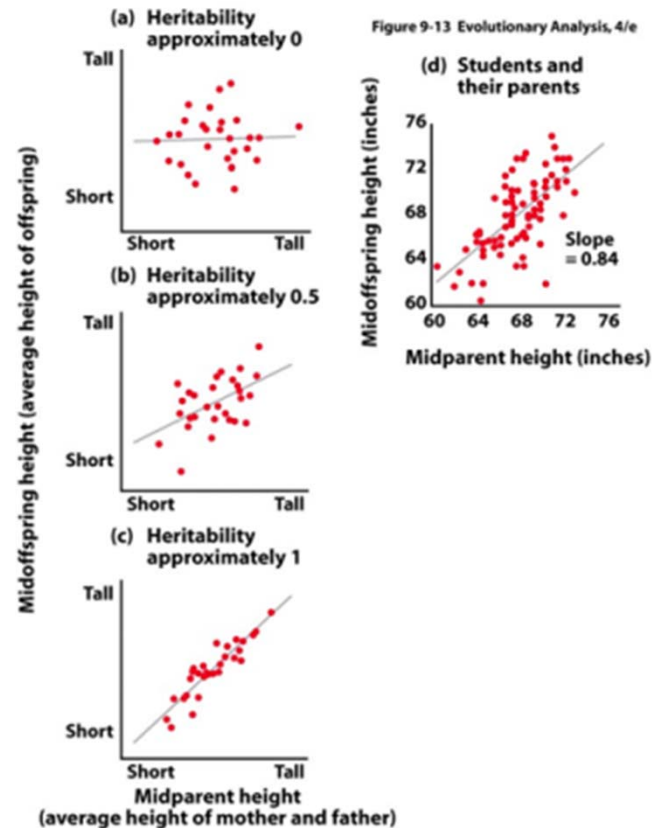 (a) Heritability
approximately 0
Tall
Short
Short Tall
(b) Heritability
approximately 0.5
Tall
Short
Short Tall
(c) Heritability
approximately 1
Tall
Short
Short Tall
Midparent height
(average height of mother and father)
Midoffspring height (average height of offspring)
Figure 9-13 Evolutionary Analysis, 4/e
(d) Students and
their parents
76
72
68
64
60
60 64 68 72 76
Slope
= 0.84
Midoffspring height (inches)
Midparent height (inches)